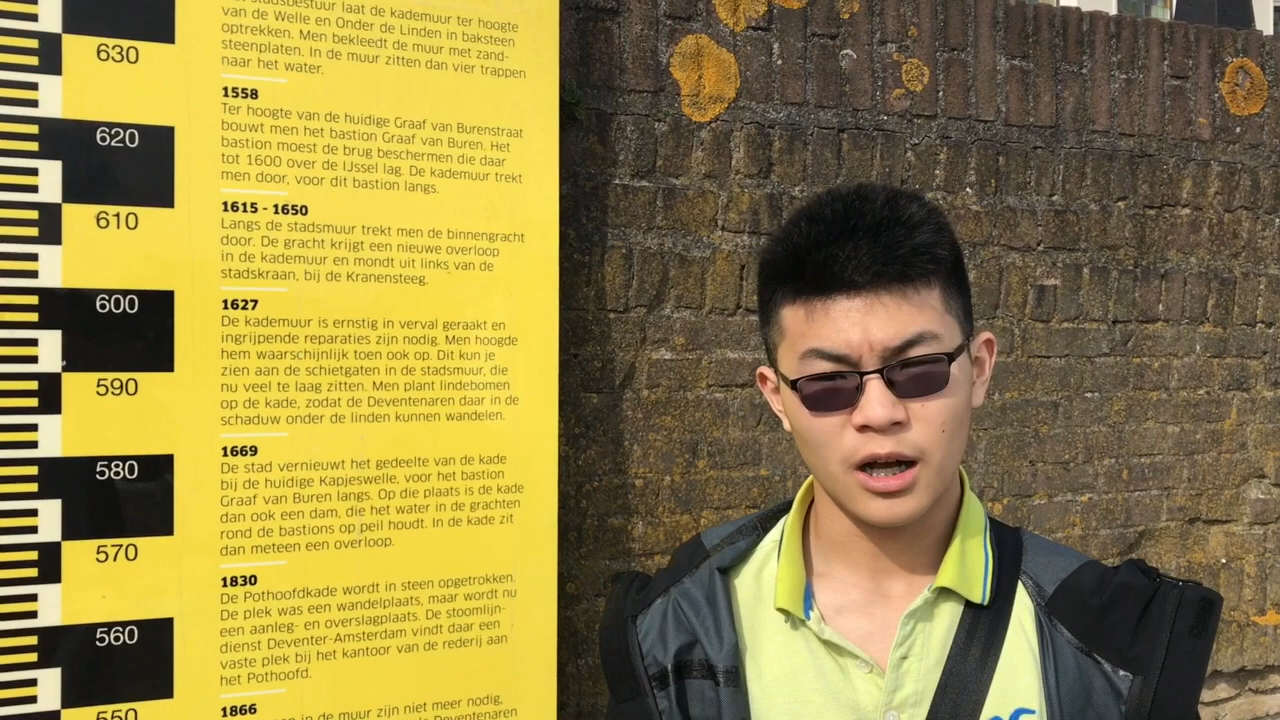 630
620
610
600
590
580
570
560
550
stadsbestuur laat de kademuur ter hoogte
van de Welle en Onder de Linden in baksteen
optrekken. Men bekleedt de muur met zand-
steenplaten. In de muur zitten dan vier trappen
naar het water.
1558
Ter hoogte van de huidige Graaf van Burenstraat
bouwt men het bastion Graaf van Buren. Het
bastion moest de brug beschermen die daar
tot 1600 over de IJssel lag. De kademuur trekt
men door, voor dit bastion langs.
1615 - 1650
Langs de stadsmuur trekt men de binnengracht
door. De gracht krijgt een nieuwe overloop
in de kademuur en mondt uit links van de
stadskraan, bij de Kranensteeg.
1627
De kademuur is ernstig in verval geraakt en
ingrijpende reparaties zijn nodig. Men hoogde
hem waarschijnlijk toen ook op. Dit kun je
zien aan de schietgaten in de stadsmuur, die
nu veel te laag zitten. Men plant lindebomen
op de kade, zodat de Deventenaren daar in de
schaduw onder de linden kunnen wandelen.
1669
De stad vernieuwt het gedeelte van de kade
bij de huidige Kapjeswelle, voor het bastion
Graaf van Buren langs. Op die plaats is de kade
dan ook een dam, die het water in de grachten
rond de bastions op peil houdt. In de kade zit
dan meteen een overloop.
1830
De Pothoofdkade wordt in steen opgetrokken.
De plek was een wandelplaats, maar wordt nu
een aanleg- en overslagplaats. De stoomlijn-
dienst Deventer-Amsterdam vindt daar een
vaste plek bij het kantoor van de rederij aan
het Pothoofd.
1866
in de muur zijn niet meer nodig,
Deventenaren